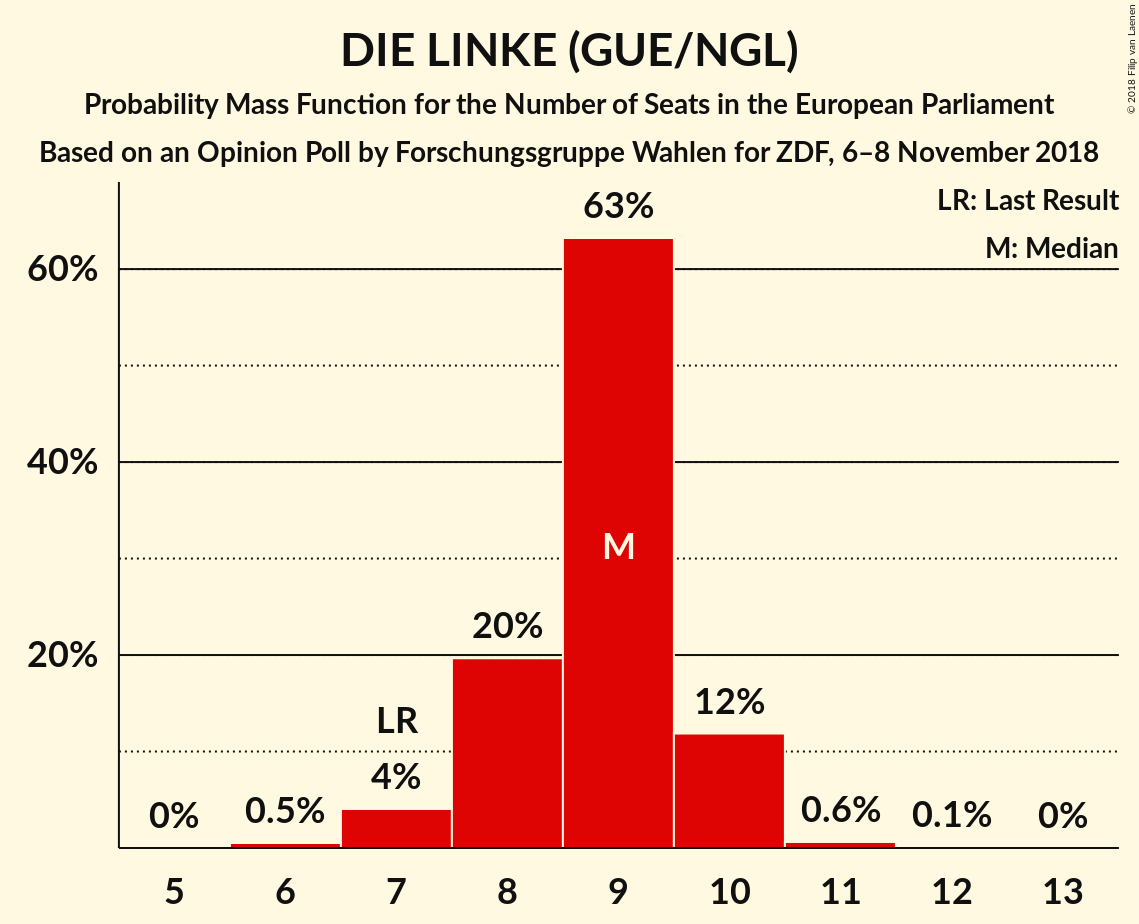 DIE LINKE (GUE/NGL)
Probability Mass Function for the Number of Seats in the European Parliament
Based on an Opinion Poll by Forschungsgruppe Wahlen for ZDF, 6–8 November 2018
© 2018 Filip van Laenen
LR: Last Result
M: Median
63%
60%
40%
M
20%
20%
12%
LR
4%
0%
0.5%
0.6%
0.1%
0%
5 6 7 8 9 10 11 12 13